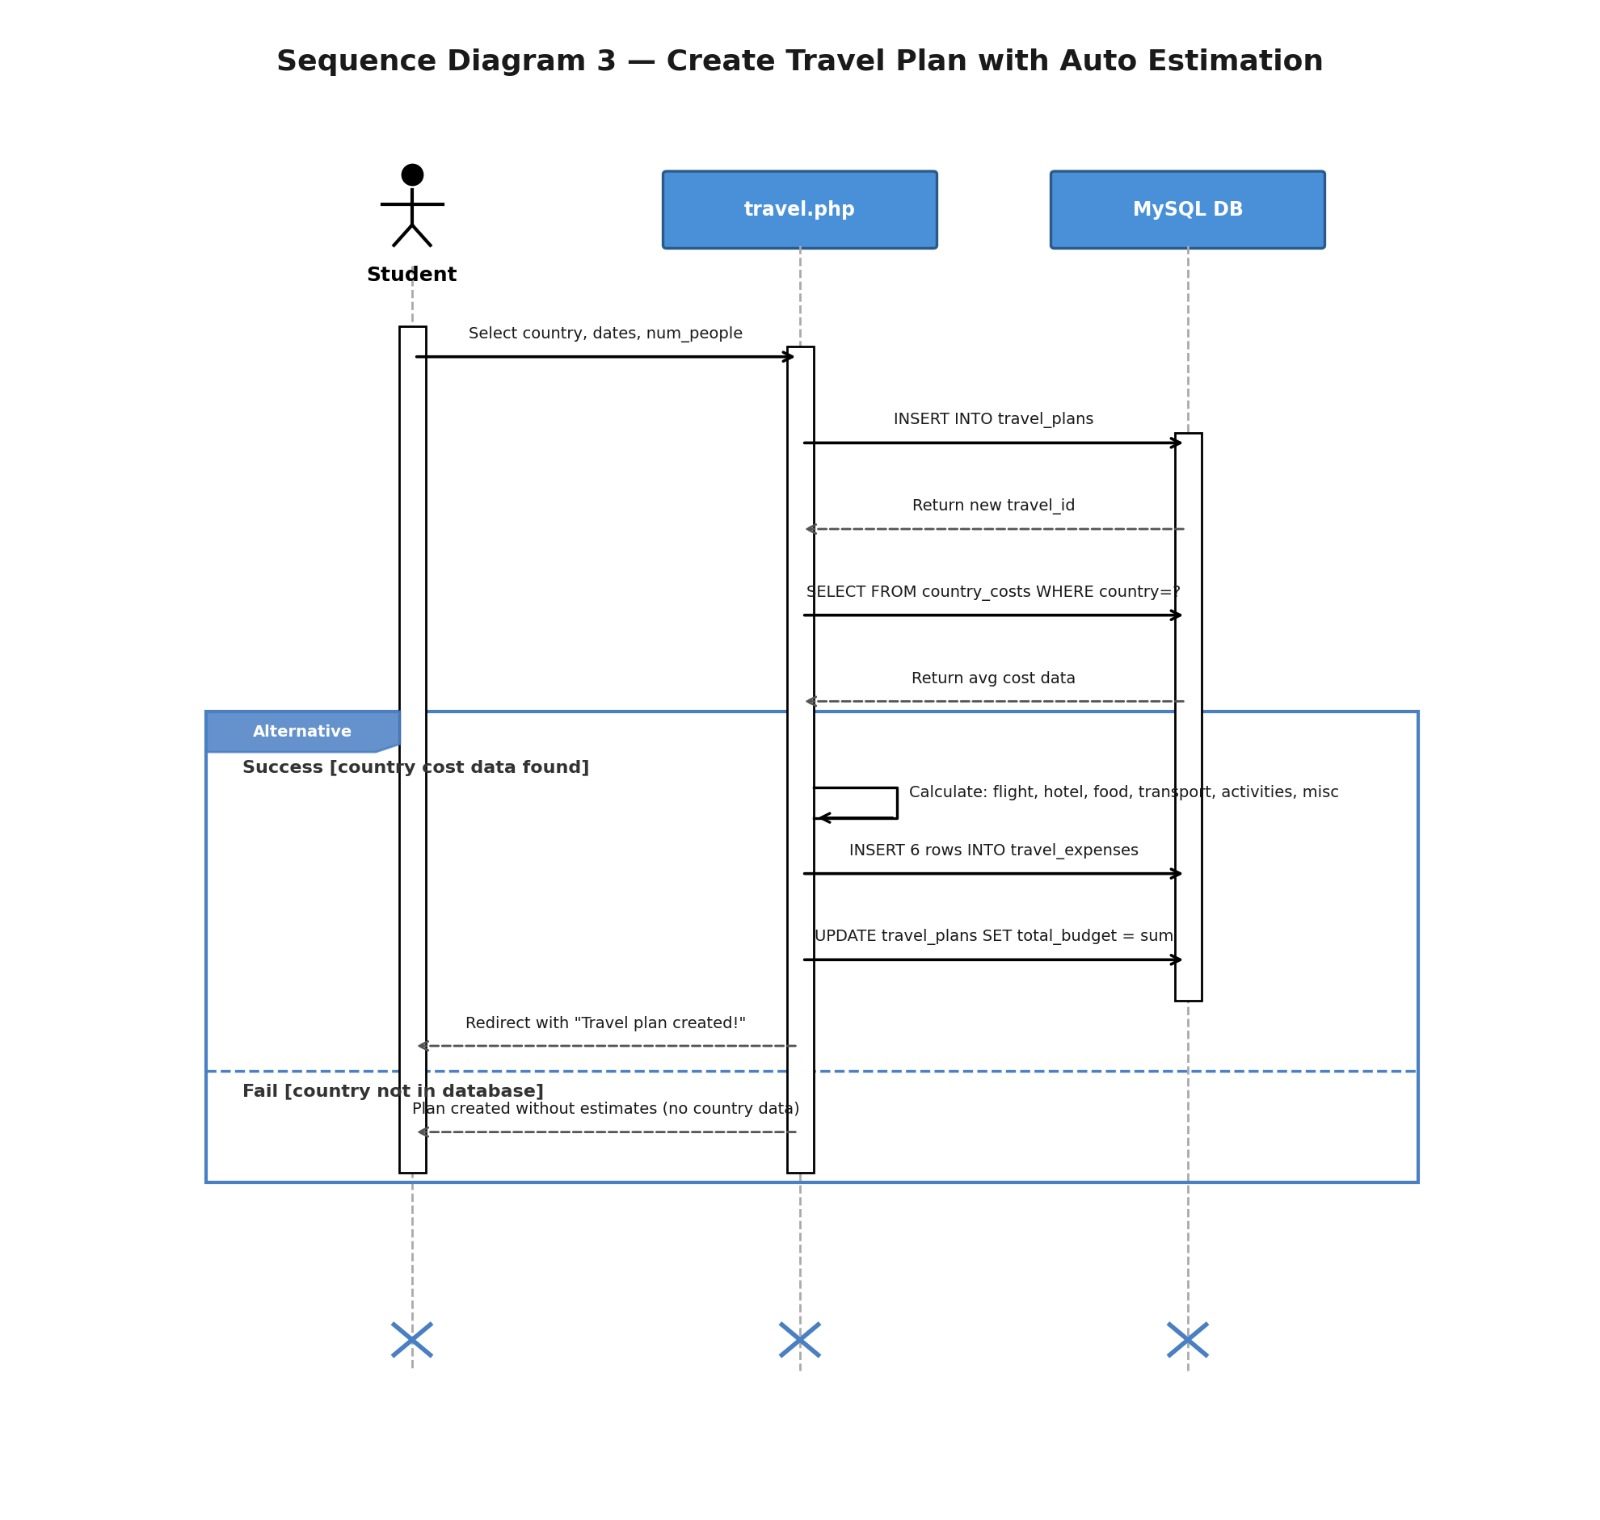 Sequence Diagram 3 — Create Travel Plan with Auto Estimation
Student
travel.php
MySQL DB
Select country, dates, num_people
INSERT INTO travel_plans
Return new travel_id
SELECT FROM country_costs WHERE country=?
Return avg cost data
Alternative
Success [country cost data found]
Calculate: flight, hotel, food, transport, activities, misc
INSERT 6 rows INTO travel_expenses
UPDATE travel_plans SET total_budget = sum
Redirect with "Travel plan created!"
Fail [country not in database]
Plan created without estimates (no country data)